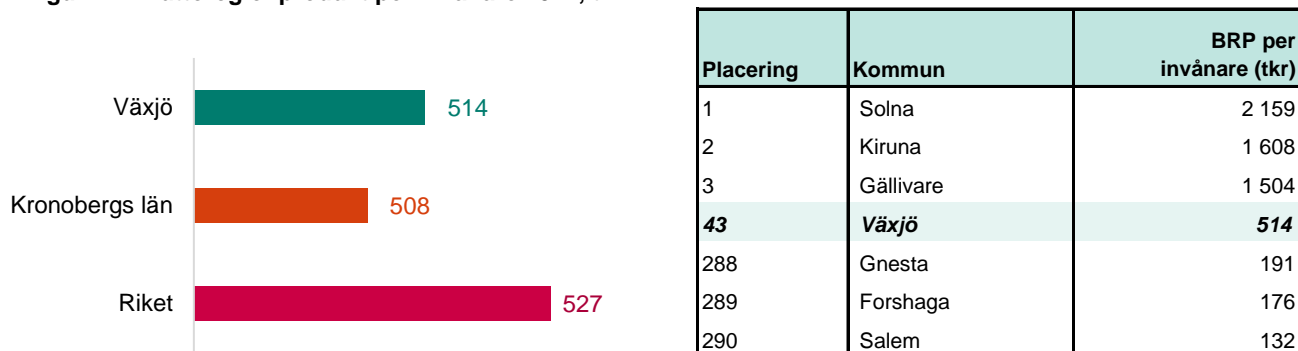 Växjö 514
Kronobergs län 508
Riket 527
Placering Kommun BRP per invånare (tkr)
1 Solna 2 159
2 Kiruna 1 608
3 Gällivare 1 504
43 Växjö 514
288 Gnesta 191
289 Forshaga 176
290 Salem 132